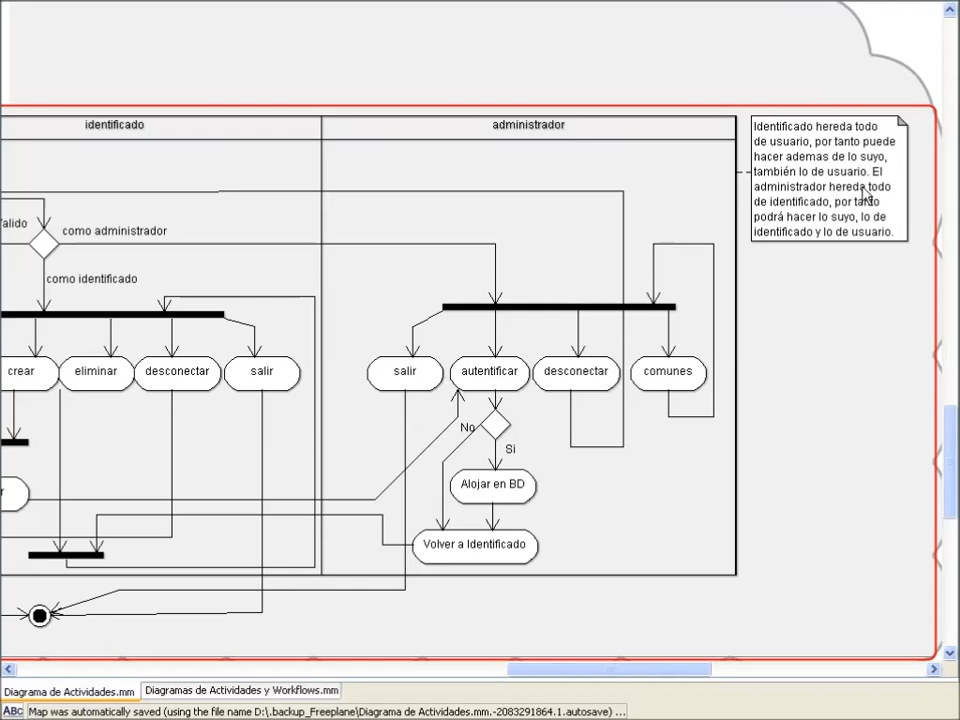 identificado
administrador
Identificado hereda todo
de usuario, por tanto puede
hacer ademas de lo suyo,
también lo de usuario. El
administrador hereda todo
de identificado, por tanto
podrá hacer lo suyo, lo de
identificado y lo de usuario.
como administrador
como identificado
crear
eliminar
desconectar
salir
salir
autentificar
desconectar
comunes
No
Si
Alojar en BD
Volver a Identificado
Diagrama de Actividades.mm
Diagramas de Actividades y Workflows.mm
ABC
Map was automatically saved (using the file name D:\.backup_Freeplane\Diagrama de Actividades.mm.-2083291864.1.autosave) ...